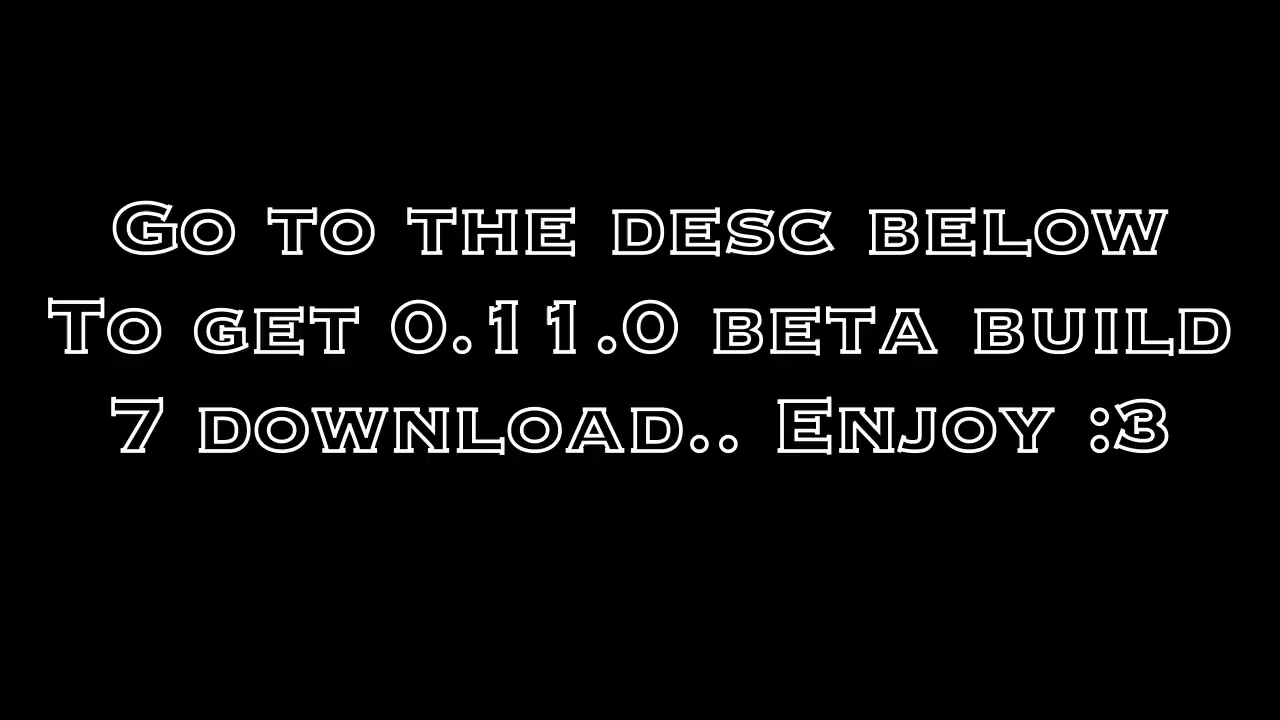 Go to the desc below
To get 0.11.0 beta build
7 download.. Enjoy :3